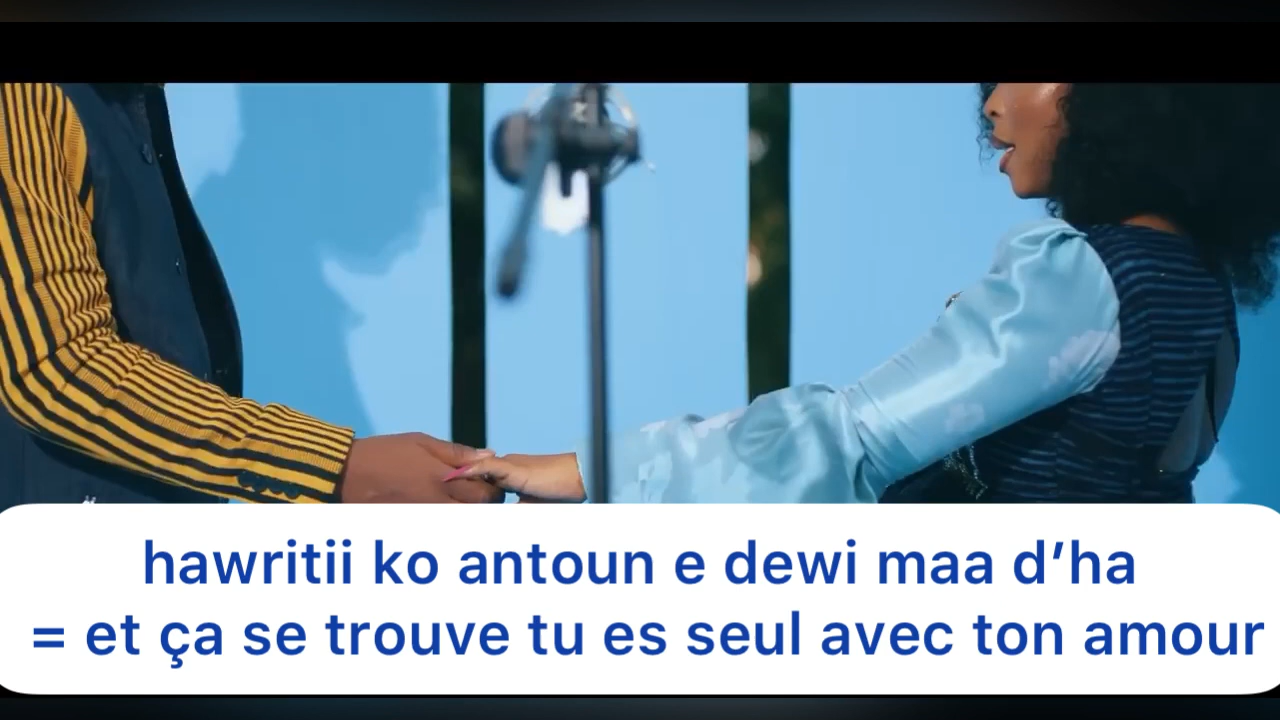 hawritii ko antoun e dewi maa d’ha
= et ça se trouve tu es seul avec ton amour